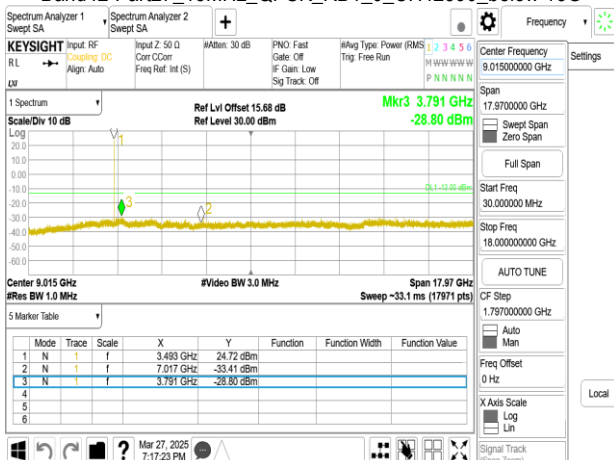 Spectrum Analyzer 1
Swept SA
Spectrum Analyzer 2
Swept SA
+
Frequency
KEYSIGHT
RL
Input: RF
Coupling: DC
Align: Auto
Input Z: 50 Ω
Corr CCorr
Freq Ref: Int (S)
#Atten: 30 dB
PNO: Fast
Gate: Off
IF Gain: Low
Sig Track: Off
#Avg Type: Power (RMS
Trig: Free Run
1 2 3 4 5 6
M W W W W W
P N N N N N
Center Frequency
9.015000000 GHz
Settings
Span
17.9700000 GHz
Swept Span
Zero Span
Full Span
Start Freq
30.000000 MHz
Stop Freq
18.000000000 GHz
AUTO TUNE
CF Step
1.797000000 GHz
Auto
Man
Freq Offset
0 Hz
X Axis Scale
Log
Lin
Signal Track
(Span Zoom)
Local
1 Spectrum
Scale/Div 10 dB
Ref Lvl Offset 15.68 dB
Ref Level 30.00 dBm
Mkr3 3.791 GHz
-28.80 dBm
Log
20.0
10.0
0.00
-10.0
-20.0
-30.0
-40.0
-50.0
-60.0
1
3
2
DL1 -13.00 dBm
Center 9.015 GHz
#Res BW 1.0 MHz
#Video BW 3.0 MHz
Span 17.97 GHz
Sweep ~33.1 ms (17971 pts)
5 Marker Table
Mode Trace Scale X Y Function Function Width Function Value
1 N 1 f 3.493 GHz 24.72 dBm
2 N 1 f 7.017 GHz -33.41 dBm
3 N 1 f 3.791 GHz -28.80 dBm
4
5
6
?
Mar 27, 2025
7:17:23 PM